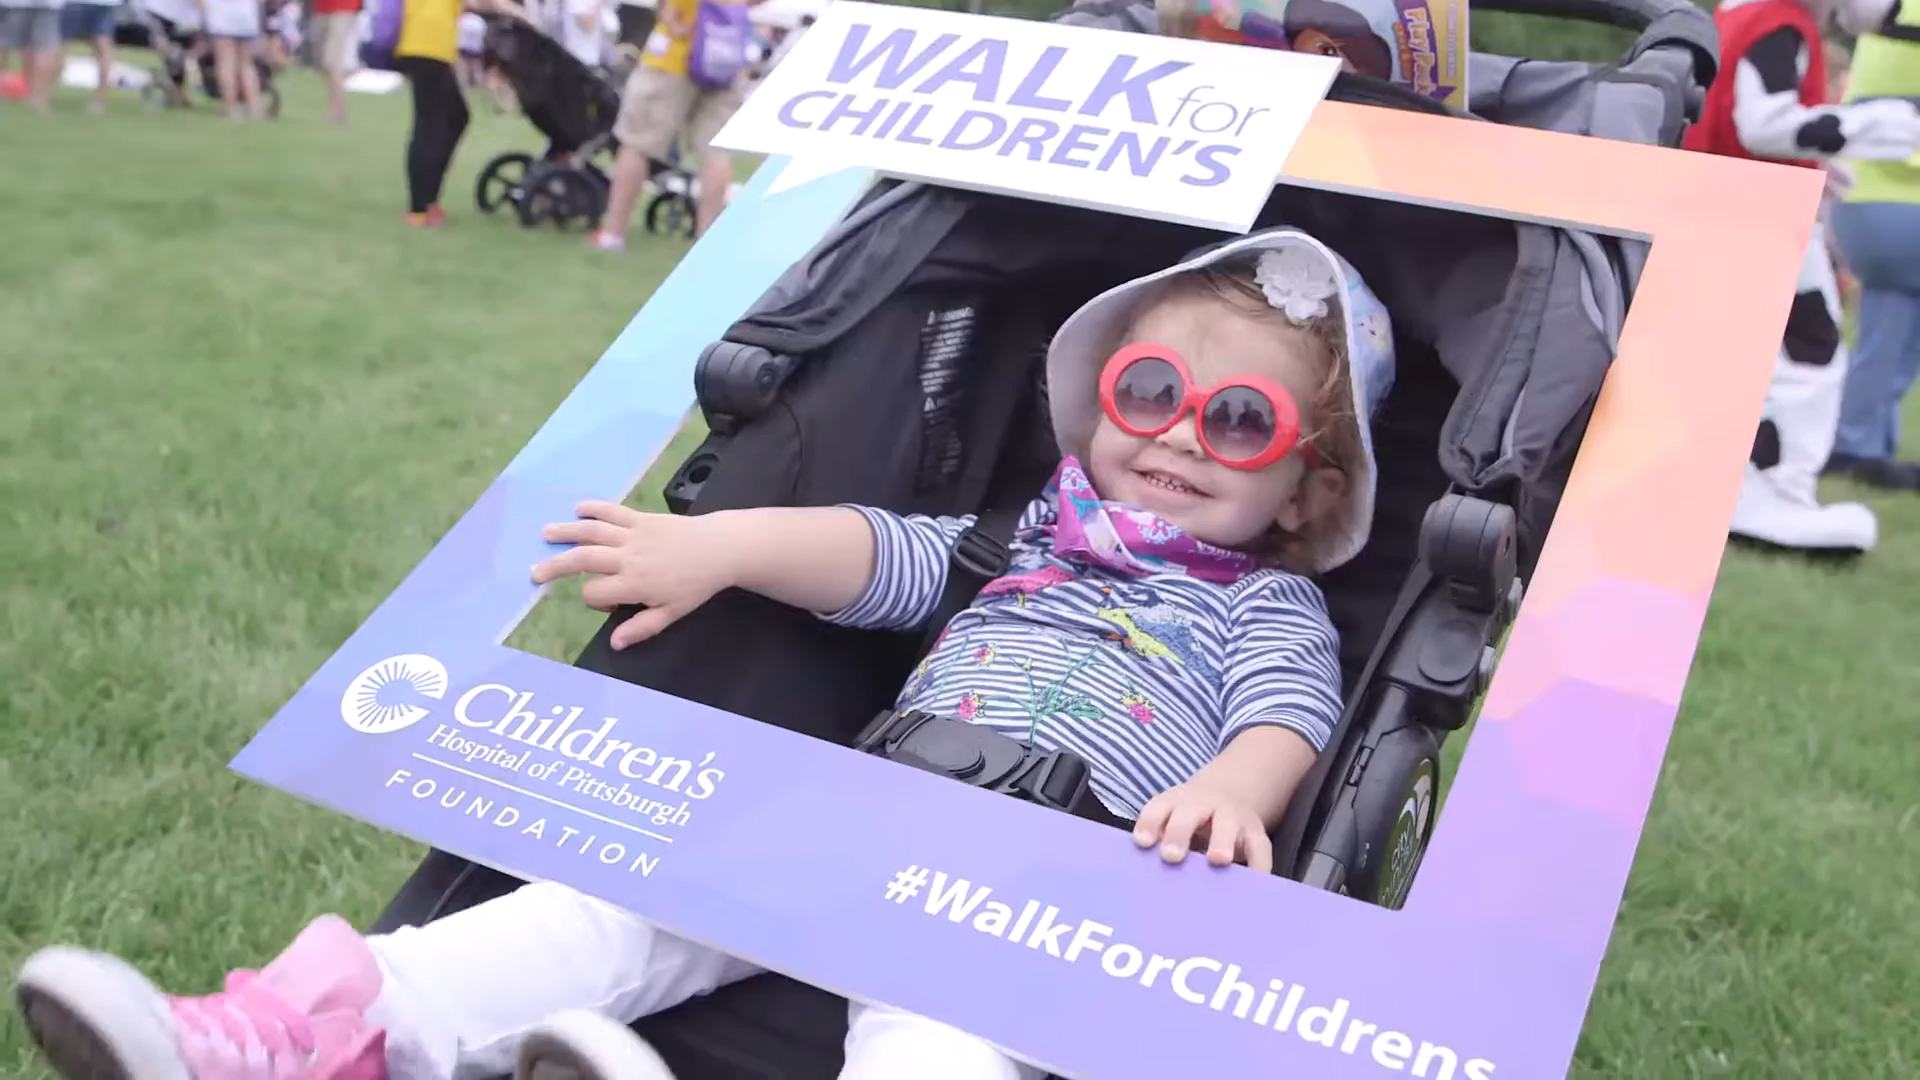 WALK for
CHILDREN'S
Children's
Hospital of Pittsburgh
FOUNDATION
#WalkForChildrens